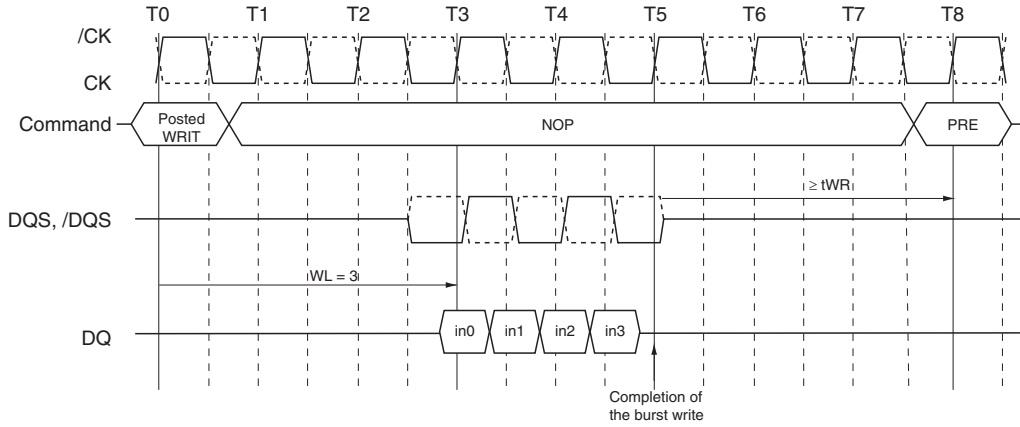 T0 T1 T2 T3 T4 T5 T6 T7 T8
/CK
CK
Command Posted WRIT NOP PRE
≥ tWR
DQS, /DQS
WL = 3
DQ in0 in1 in2 in3
Completion of
the burst write